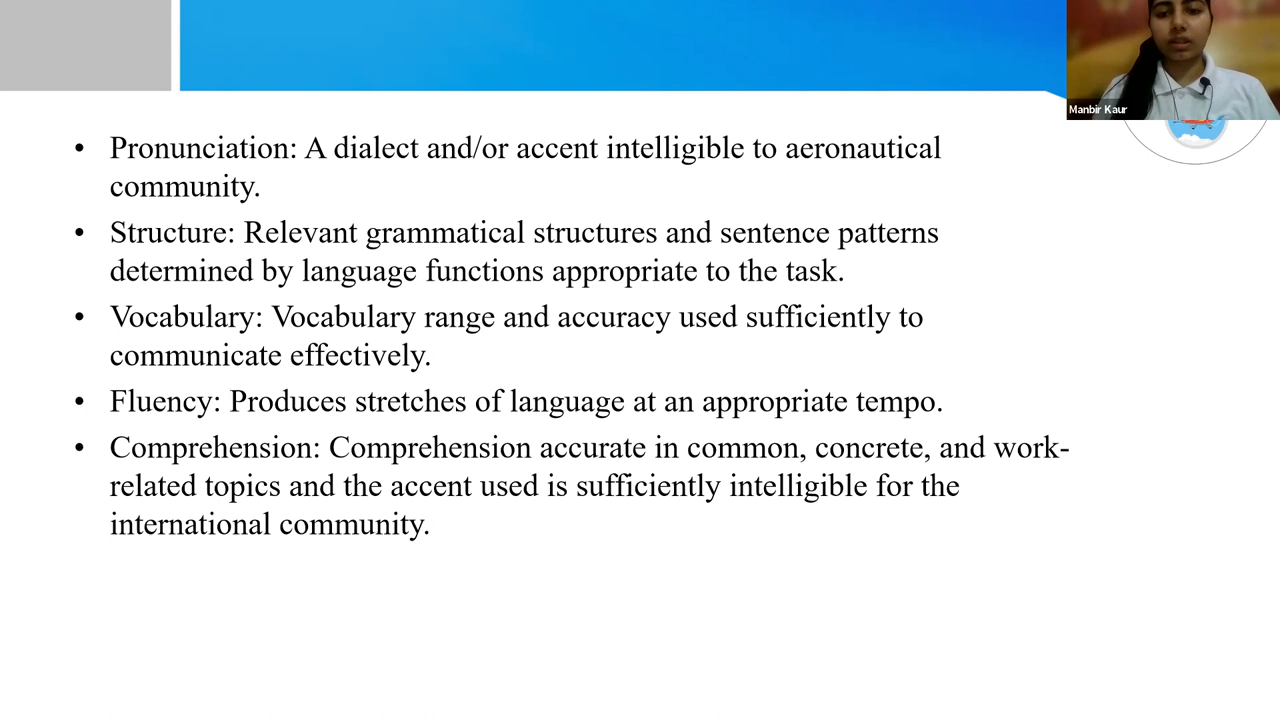 Manbir Kaur
• Pronunciation: A dialect and/or accent intelligible to aeronautical
community.
• Structure: Relevant grammatical structures and sentence patterns
determined by language functions appropriate to the task.
• Vocabulary: Vocabulary range and accuracy used sufficiently to
communicate effectively.
• Fluency: Produces stretches of language at an appropriate tempo.
• Comprehension: Comprehension accurate in common, concrete, and work-
related topics and the accent used is sufficiently intelligible for the
international community.